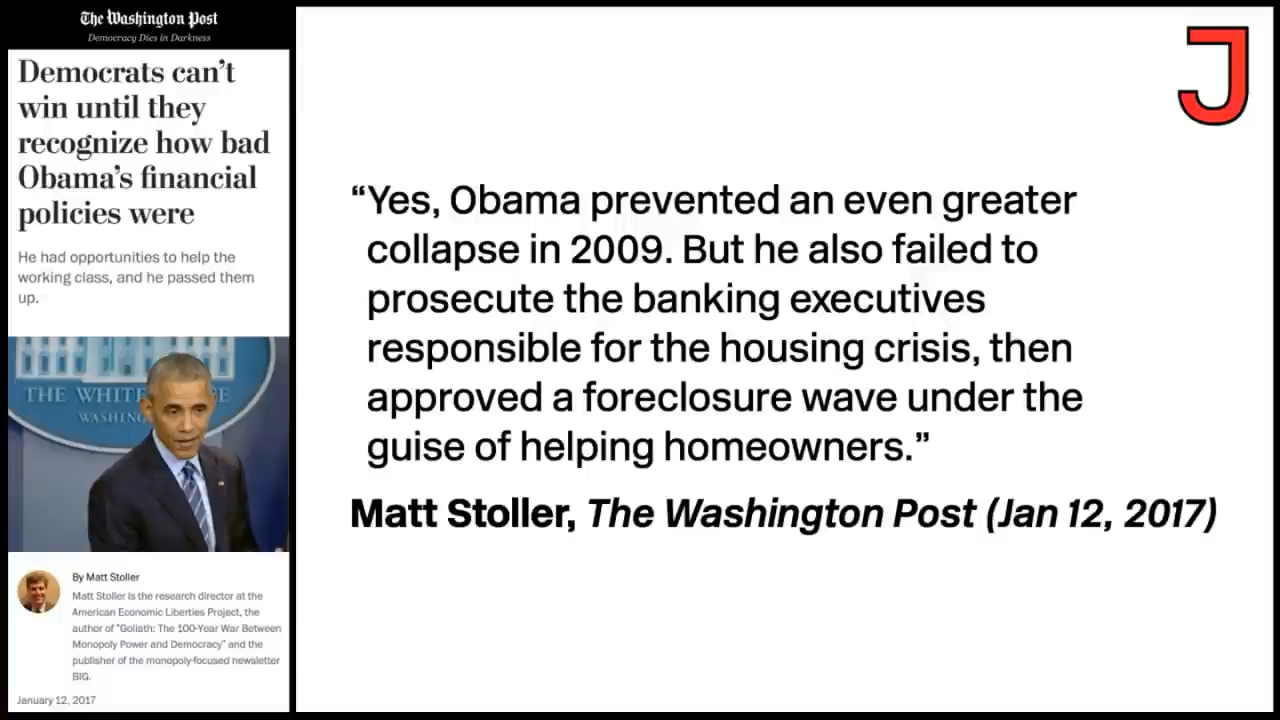 The Washington Post
Democracy Dies in Darkness
Democrats can't
win until they
recognize how bad
Obama's financial
policies were
He had opportunities to help the
working class, and he passed them
up.
THE WHITE
WASHING
By Matt Stoller
Matt Stoller is the research director at the
American Economic Liberties Project, the
author of "Goliath: The 100-Year War Between
Monopoly Power and Democracy" and the
publisher of the monopoly-focused newsletter
BIG.
January 12, 2017
J
“Yes, Obama prevented an even greater
collapse in 2009. But he also failed to
prosecute the banking executives
responsible for the housing crisis, then
approved a foreclosure wave under the
guise of helping homeowners.”
Matt Stoller, The Washington Post (Jan 12, 2017)